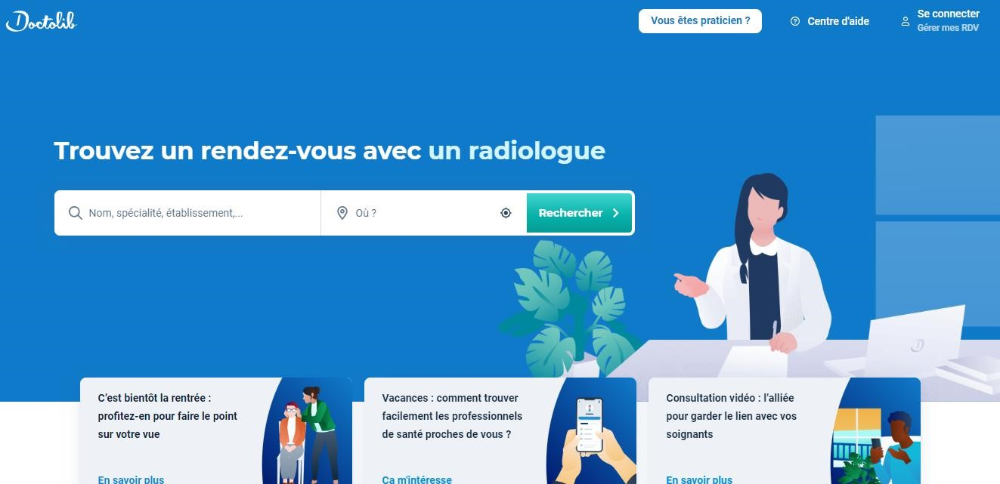 Doctolib
Vous êtes praticien ?
Centre d'aide
Se connecter
Gérer mes RDV
Trouvez un rendez-vous avec un radiologue
Nom, spécialité, établissement,...
Où ?
Rechercher
C'est bientôt la rentrée :
profitez-en pour faire le point
sur votre vue
En savoir plus
Vacances : comment trouver
facilement les professionnels
de santé proches de vous ?
Ca m'intéresse
Consultation vidéo : l'alliée
pour garder le lien avec vos
soignants
En savoir plus